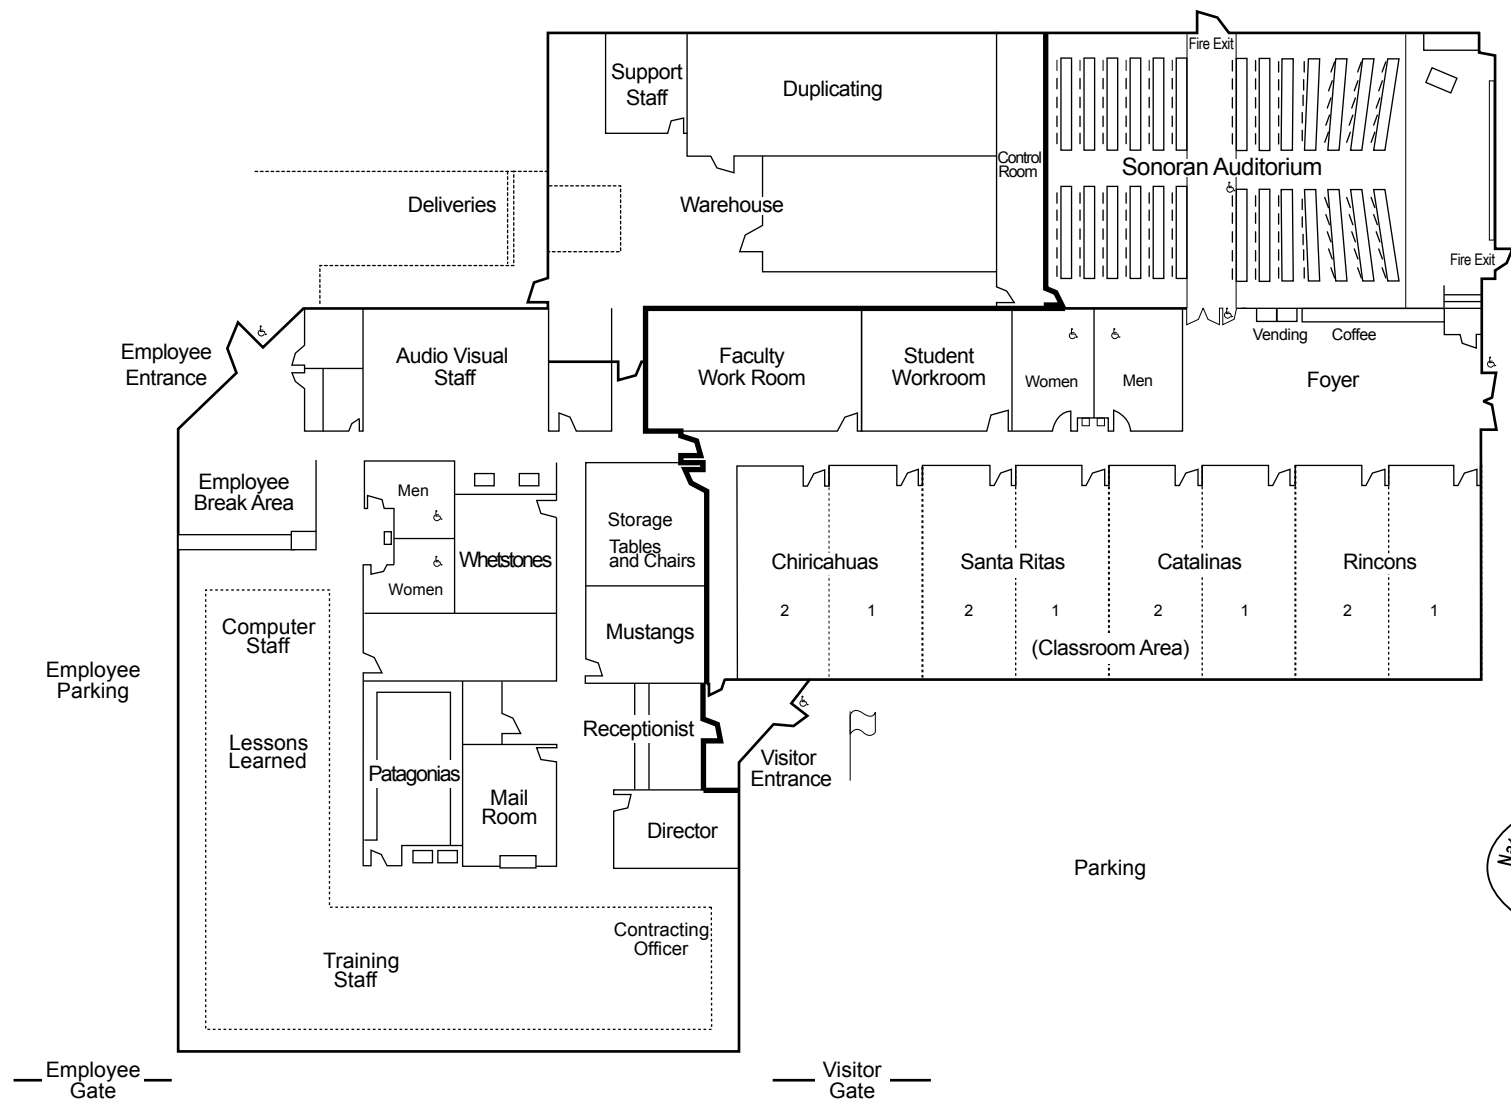 Fire Exit
Support
Staff
Duplicating
Control
Room
Sonoran Auditorium
Deliveries
Warehouse
Fire Exit
Vending
Coffee
Employee
Entrance
Audio Visual
Staff
Faculty
Work Room
Student
Workroom
Women
Men
Foyer
Employee
Break Area
Men
Women
Whetstones
Storage
Tables
and Chairs
Chiricahuas
2
1
Santa Ritas
2
1
Catalinas
2
1
Rincons
2
1
(Classroom Area)
Computer
Staff
Mustangs
Employee
Parking
Lessons
Learned
Receptionist
Patagonias
Mail
Room
Visitor
Entrance
Director
Parking
Contracting
Officer
Training
Staff
Employee
Gate
Visitor
Gate